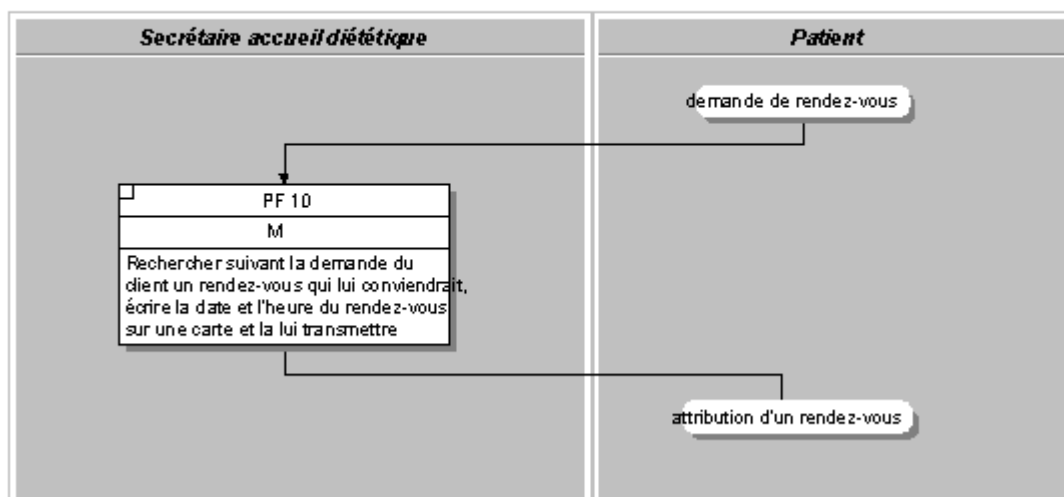 Secrétaire accueil diététique
Patient
demande de rendez-vous
PF 10
M
Rechercher suivant la demande du
client un rendez-vous qui lui conviendrait,
écrire la date et l'heure du rendez-vous
sur une carte et la lui transmettre
attribution d'un rendez-vous